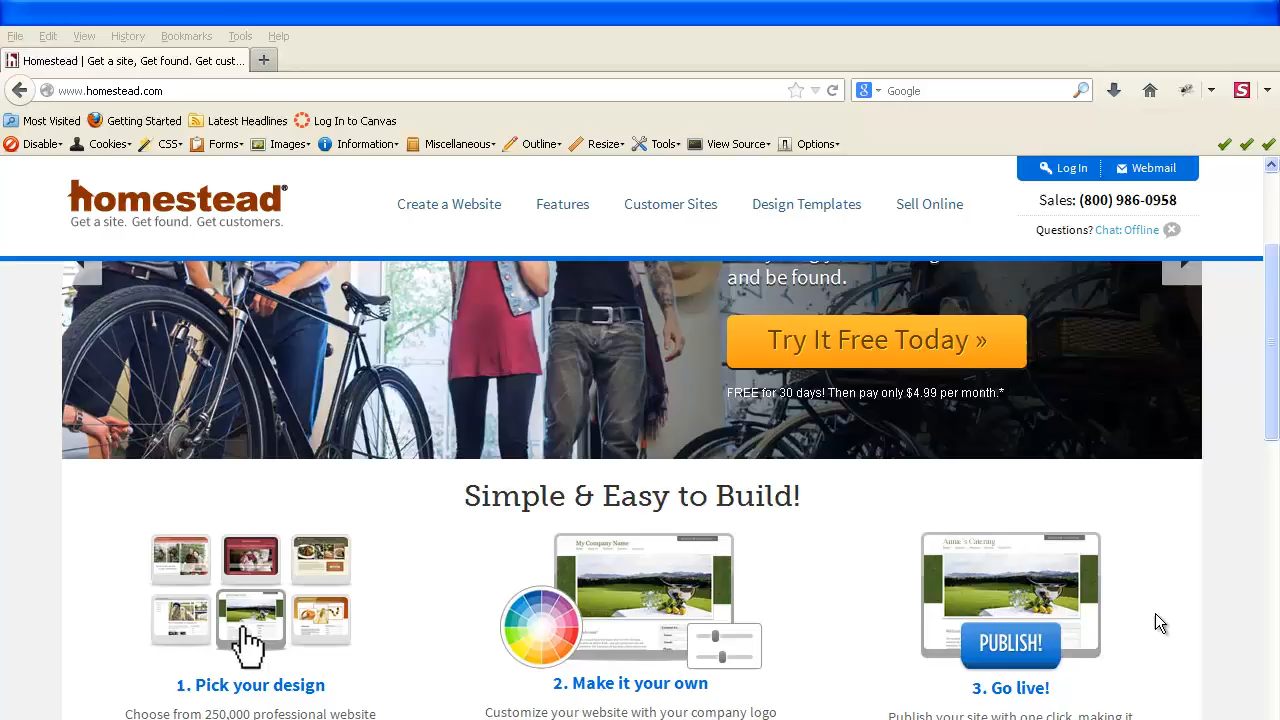 File Edit View History Bookmarks Tools Help
Homestead | Get a site, Get found. Get cust...
www.homestead.com
Google
Most Visited Getting Started Latest Headlines Log In to Canvas
Disable Cookies CSS Forms Images Information Miscellaneous Outline Resize Tools View Source Options
Log In Webmail
homestead®
Get a site. Get found. Get customers.
Create a Website Features Customer Sites Design Templates Sell Online
Sales: (800) 986-0958
Questions? Chat: Offline
and be found.
Try It Free Today »
FREE for 30 days! Then pay only $4.99 per month.*
Simple & Easy to Build!
My Company Name
Annie's Catering
PUBLISH!
1. Pick your design
2. Make it your own
3. Go live!
Choose from 250,000 professional website
Customize your website with your company logo
Publish your site with one click, making it